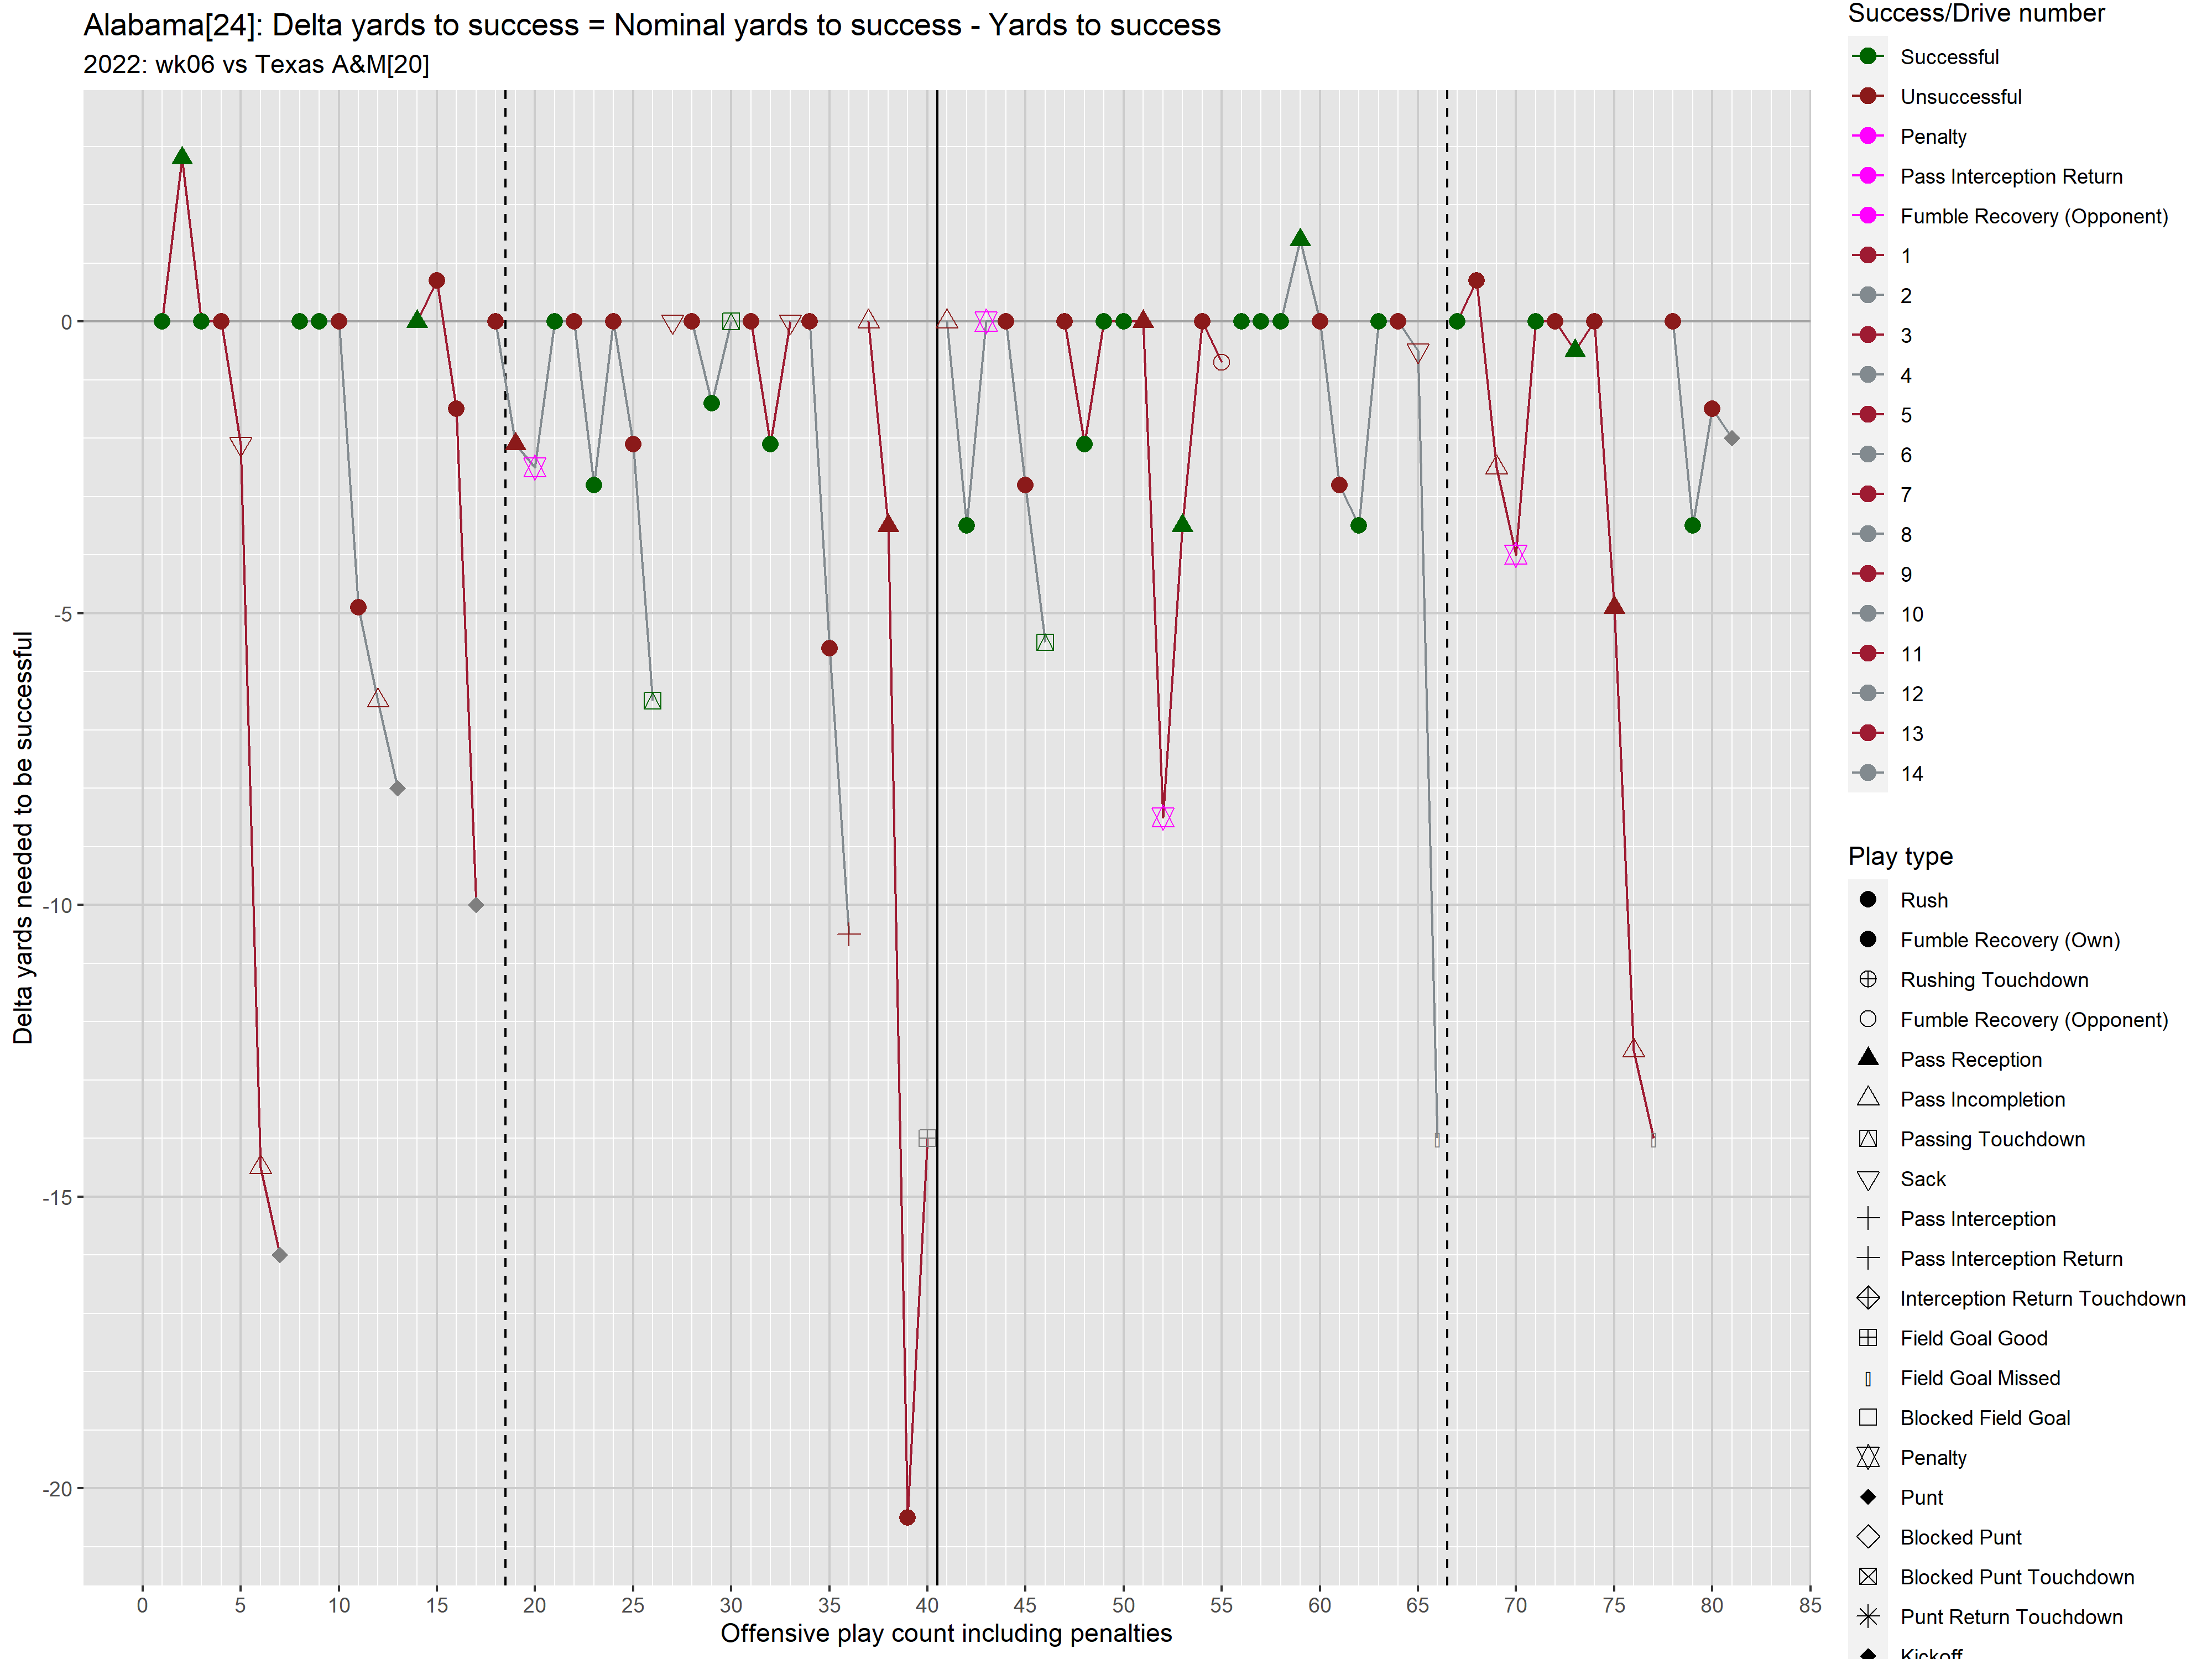 Alabama[24]: Delta yards to success = Nominal yards to success - Yards to success
2022: wk06 vs Texas A&M[20]
Delta yards needed to be successful
0
-5
-10
-15
-20
0 5 10 15 20 25 30 35 40 45 50 55 60 65 70 75 80 85
Offensive play count including penalties
Success/Drive number
Successful
Unsuccessful
Penalty
Pass Interception Return
Fumble Recovery (Opponent)
1
2
3
4
5
6
7
8
9
10
11
12
13
14
Play type
Rush
Fumble Recovery (Own)
Rushing Touchdown
Fumble Recovery (Opponent)
Pass Reception
Pass Incompletion
Passing Touchdown
Sack
Pass Interception
Pass Interception Return
Interception Return Touchdown
Field Goal Good
Field Goal Missed
Blocked Field Goal
Penalty
Punt
Blocked Punt
Blocked Punt Touchdown
Punt Return Touchdown
Kickoff